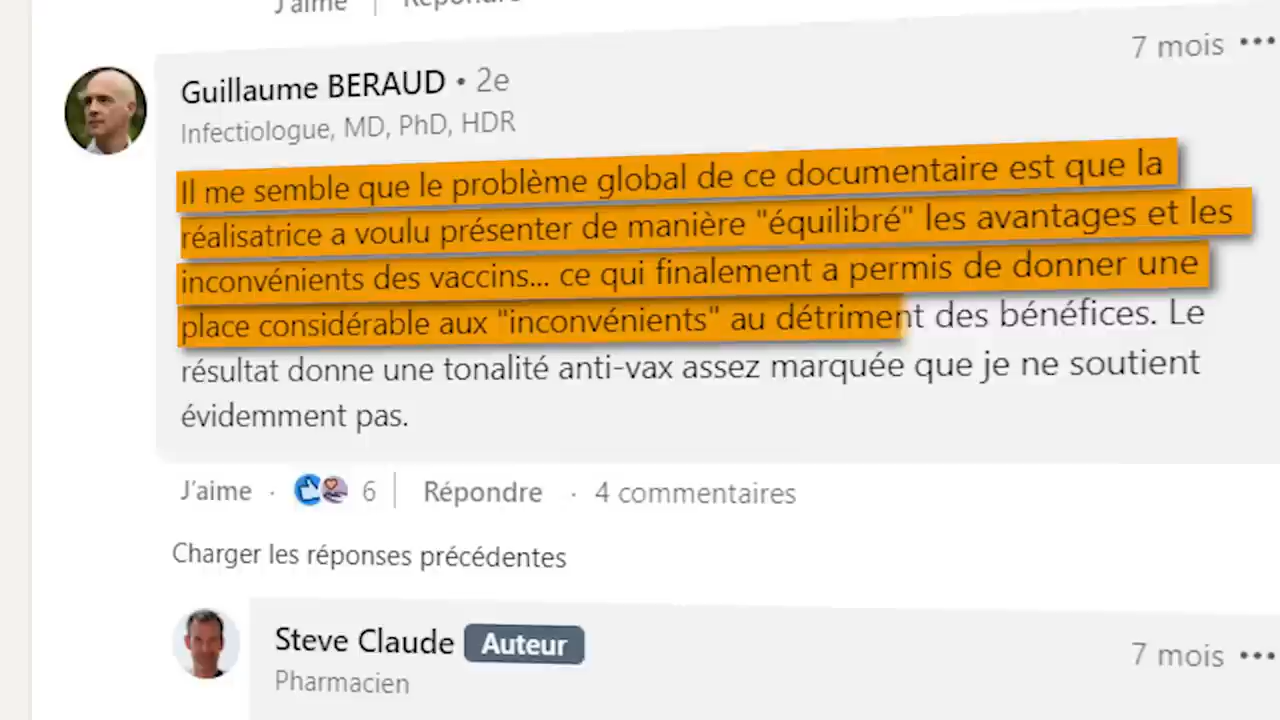 J'aime | Répondre
7 mois •••
Guillaume BERAUD • 2e
Infectiologue, MD, PhD, HDR
Il me semble que le problème global de ce documentaire est que la
réalisatrice a voulu présenter de manière "équilibré" les avantages et les
inconvénients des vaccins... ce qui finalement a permis de donner une
place considérable aux "inconvénients" au détriment des bénéfices. Le
résultat donne une tonalité anti-vax assez marquée que je ne soutient
évidemment pas.
J'aime · 6 | Répondre · 4 commentaires
Charger les réponses précédentes
Steve Claude Auteur
7 mois •••
Pharmacien